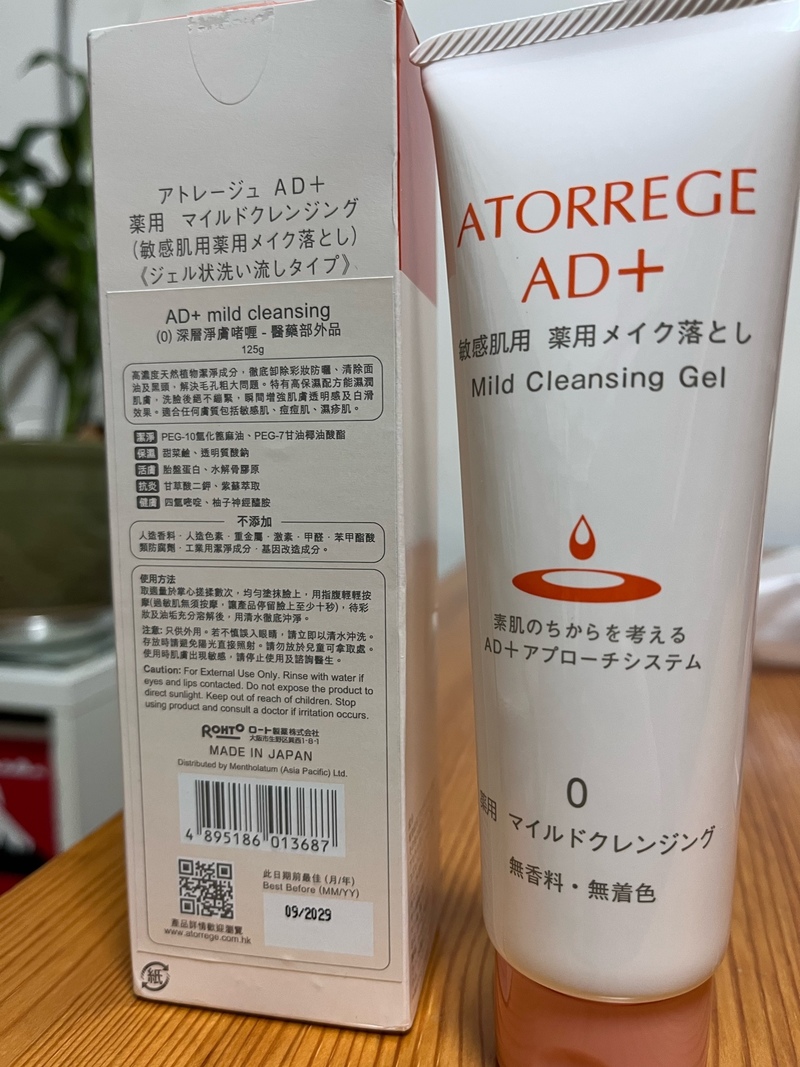 アトレージュ AD+
薬用 マイルドクレンジング
(敏感肌用薬用メイク落とし)
《ジェル状洗い流しタイプ》
AD+ mild cleansing
(0) 深層淨膚啫喱 - 醫藥部外品
125g
高濃度天然植物潔淨成分，徹底卸除彩妝防曬、清除面
油及黑頭，解決毛孔粗大問題。特有高保濕配方能濕潤
肌膚，洗臉後絕不繃緊，瞬間增強肌膚透明感及白滑
效果。適合任何膚質包括敏感肌、痘痘肌、濕疹肌。
潔淨 PEG-10氫化蓖麻油、PEG-7甘油椰油酸酯
保濕 甜菜鹼、透明質酸鈉
活膚 胎盤蛋白、水解骨膠原
抗炎 甘草酸二鉀、紫蘇萃取
健膚 四氫嘧啶、柚子神經醯胺
不添加
人造香料．人造色素．重金屬．激素．甲醛．苯甲酯酸
類防腐劑．工業用潔淨成分．基因改造成分。
使用方法
取適量於掌心搓揉數次，均勻塗抹臉上，用指腹輕輕按
摩(過敏肌無須按摩，讓產品停留臉上至少十秒)，待彩
妝及油垢充分溶解後，用清水徹底沖淨。
注意: 只供外用。若不慎誤入眼睛，請立即以清水沖洗。
存放時請避免陽光直接照射。請勿放於兒童可拿取處。
使用時肌膚出現敏感，請停止使用及諮詢醫生。
Caution: For External Use Only. Rinse with water if
eyes and lips contacted. Do not expose the product to
direct sunlight. Keep out of reach of children. Stop
using product and consult a doctor if irritation occurs.
ROHTO ロート製薬株式会社
大阪市生野区巽西1-8-1
MADE IN JAPAN
Distributed by Mentholatum (Asia Pacific) Ltd.
4 895186 013687
產品詳情歡迎瀏覽
www.atorrege.com.hk
此日期前最佳 (月/年)
Best Before (MM/YY)
09/2029
紙
ATORREGE
AD+
敏感肌用 薬用メイク落とし
Mild Cleansing Gel
素肌のちからを考える
AD+アプローチシステム
0
薬用 マイルドクレンジング
無香料・無着色